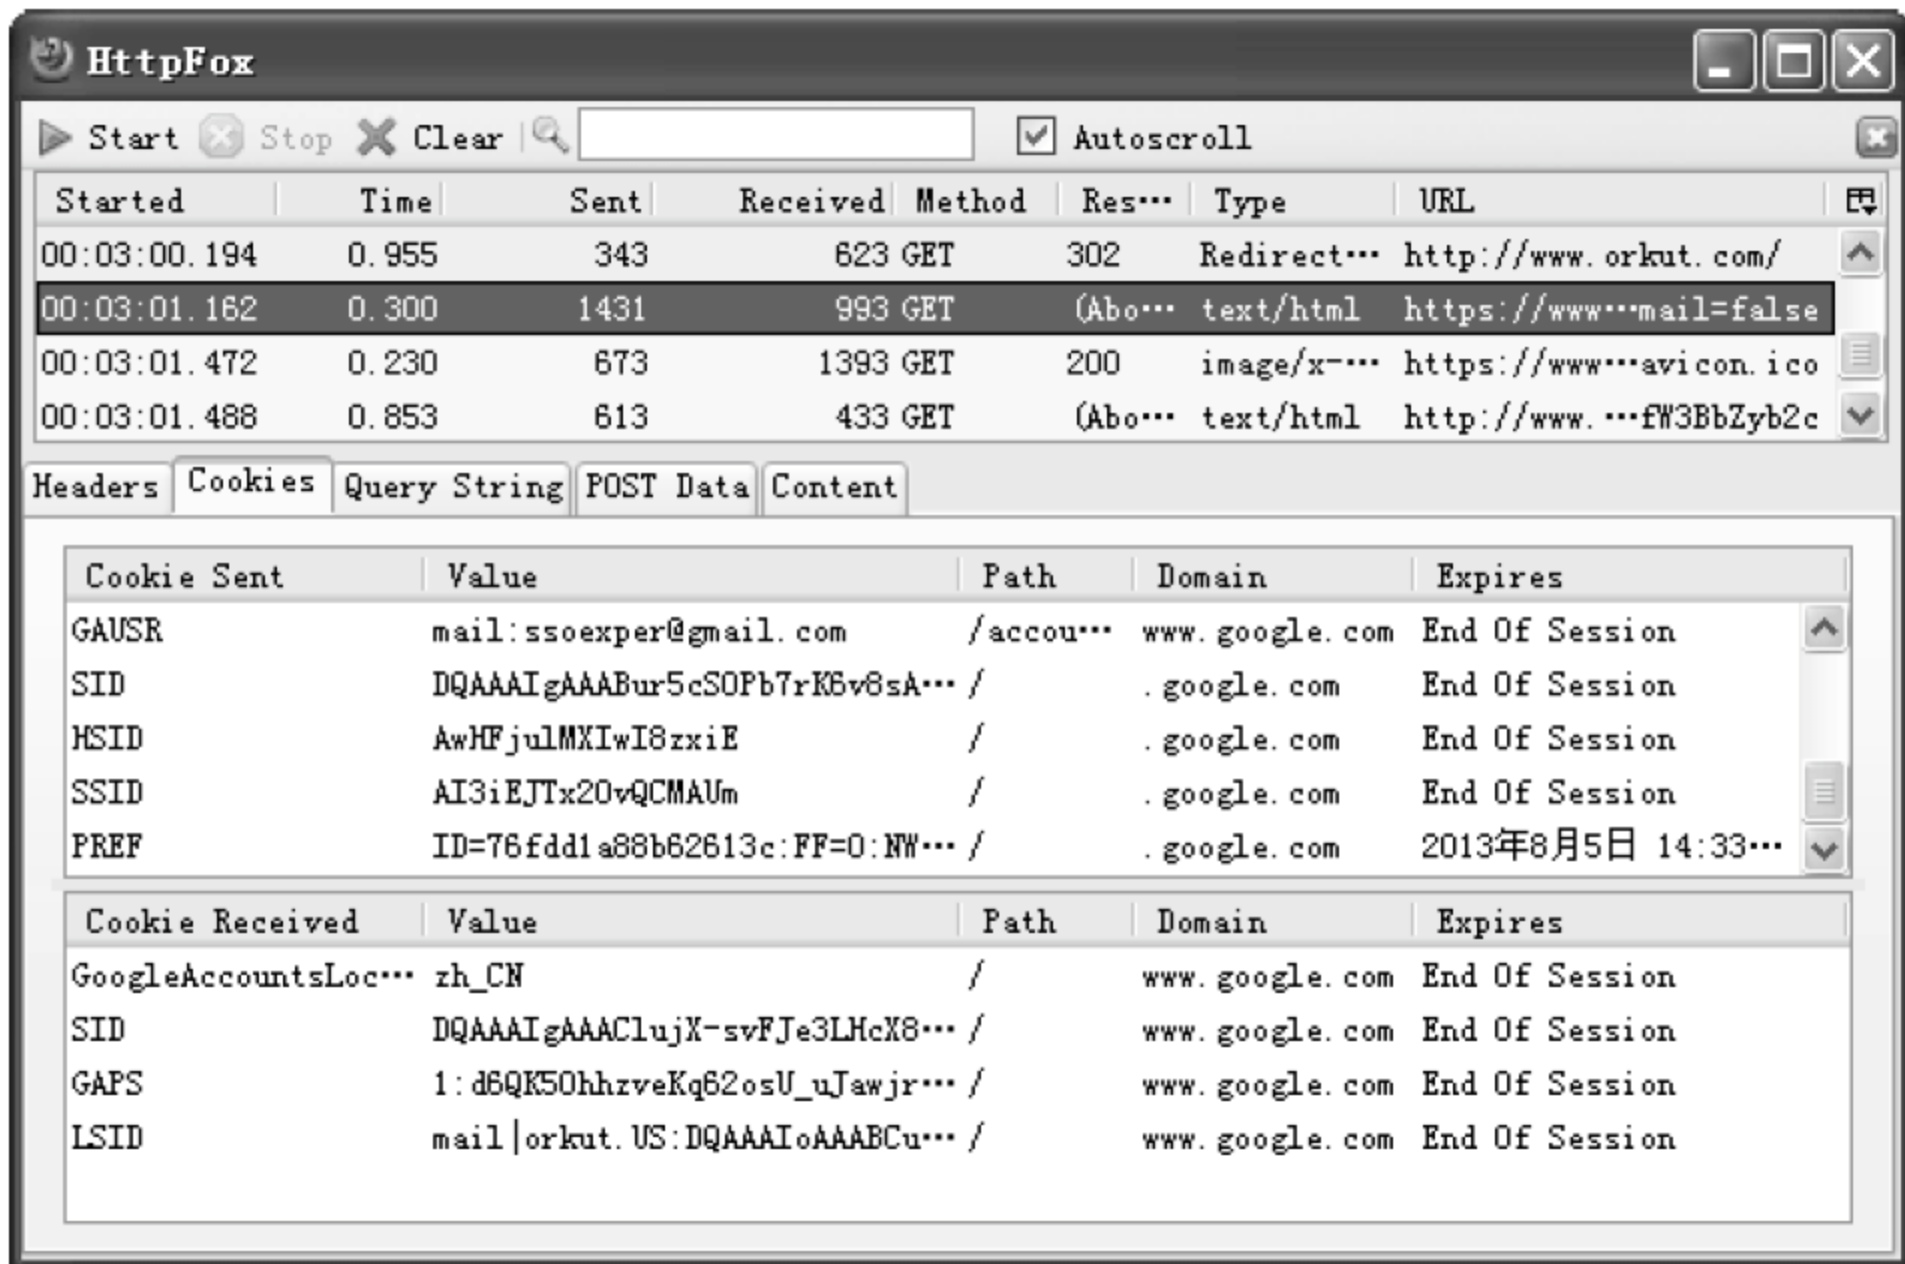 HttpFox
Start Stop Clear Autoscroll
Started Time Sent Received Method Res··· Type URL
00:03:00.194 0.955 343 623 GET 302 Redirect··· http://www.orkut.com/
00:03:01.162 0.300 1431 993 GET (Abo··· text/html https://www···mail=false
00:03:01.472 0.230 673 1393 GET 200 image/x-··· https://www···avicon.ico
00:03:01.488 0.853 613 433 GET (Abo··· text/html http://www.···fW3BbZyb2c
Headers Cookies Query String POST Data Content
Cookie Sent Value Path Domain Expires
GAUSR mail:ssoexper@gmail.com /accou··· www.google.com End Of Session
SID DQAAAIgAAABur5cSOPb7rK6v8sA··· / .google.com End Of Session
HSID AwHFjulMXIwI8zxiE / .google.com End Of Session
SSID AI3iEJTx2OvQCMAUm / .google.com End Of Session
PREF ID=76fdd1a88b62613c:FF=0:NW··· / .google.com 2013年8月5日 14:33···
Cookie Received Value Path Domain Expires
GoogleAccountsLoc··· zh_CN / www.google.com End Of Session
SID DQAAAIgAAAClujX-svFJe3LHcX8··· / www.google.com End Of Session
GAPS 1:d6QK5OhhzveKq62osU_uJawjr··· / www.google.com End Of Session
LSID mail|orkut.US:DQAAAIoAAABCu··· / www.google.com End Of Session